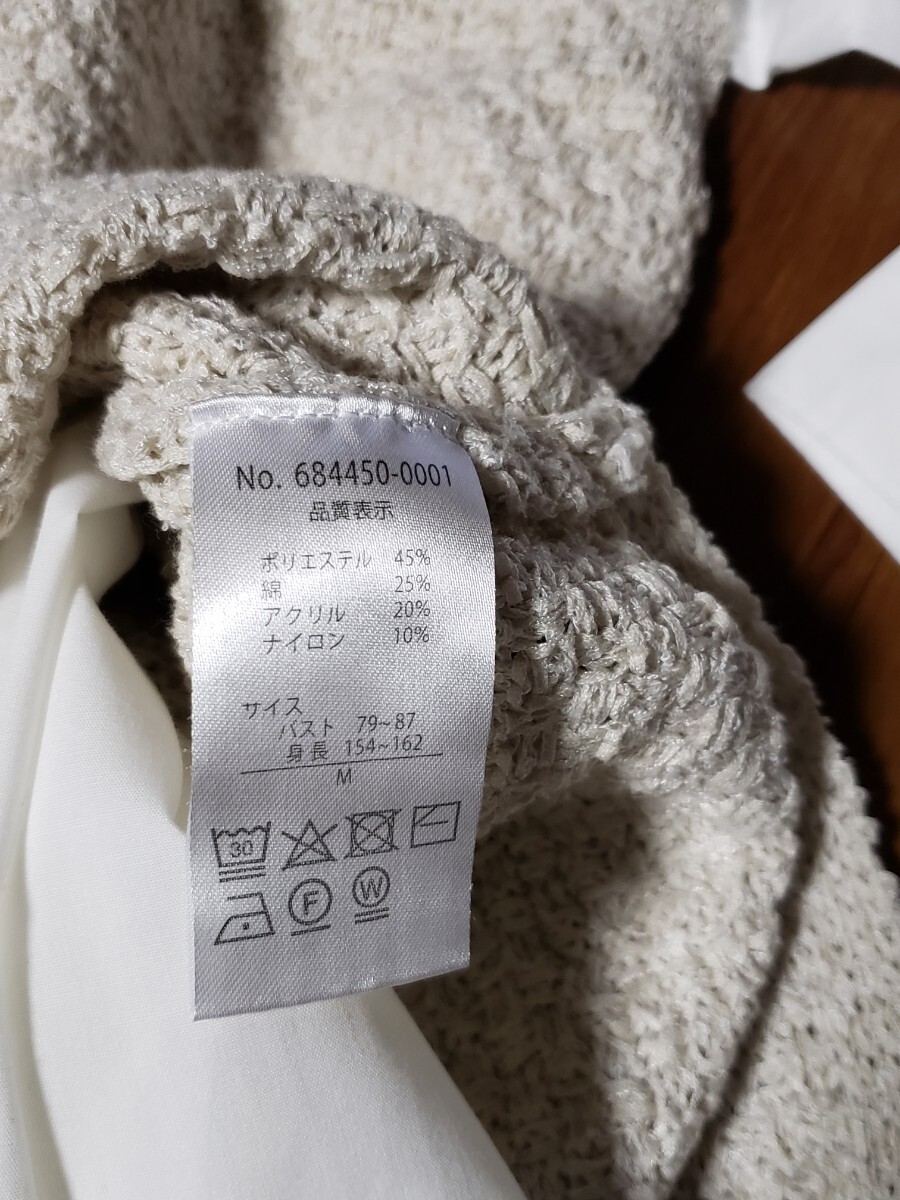 No. 684450-0001
品質表示
ポリエステル 45%
綿 25%
アクリル 20%
ナイロン 10%
サイズ
バスト 79~87
身長 154~162
M
30
F
W